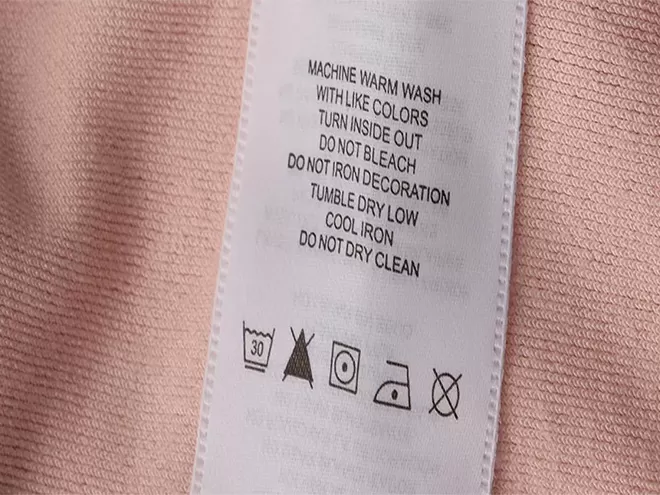 MACHINE WARM WASH
WITH LIKE COLORS
TURN INSIDE OUT
DO NOT BLEACH
DO NOT IRON DECORATION
TUMBLE DRY LOW
COOL IRON
DO NOT DRY CLEAN
30